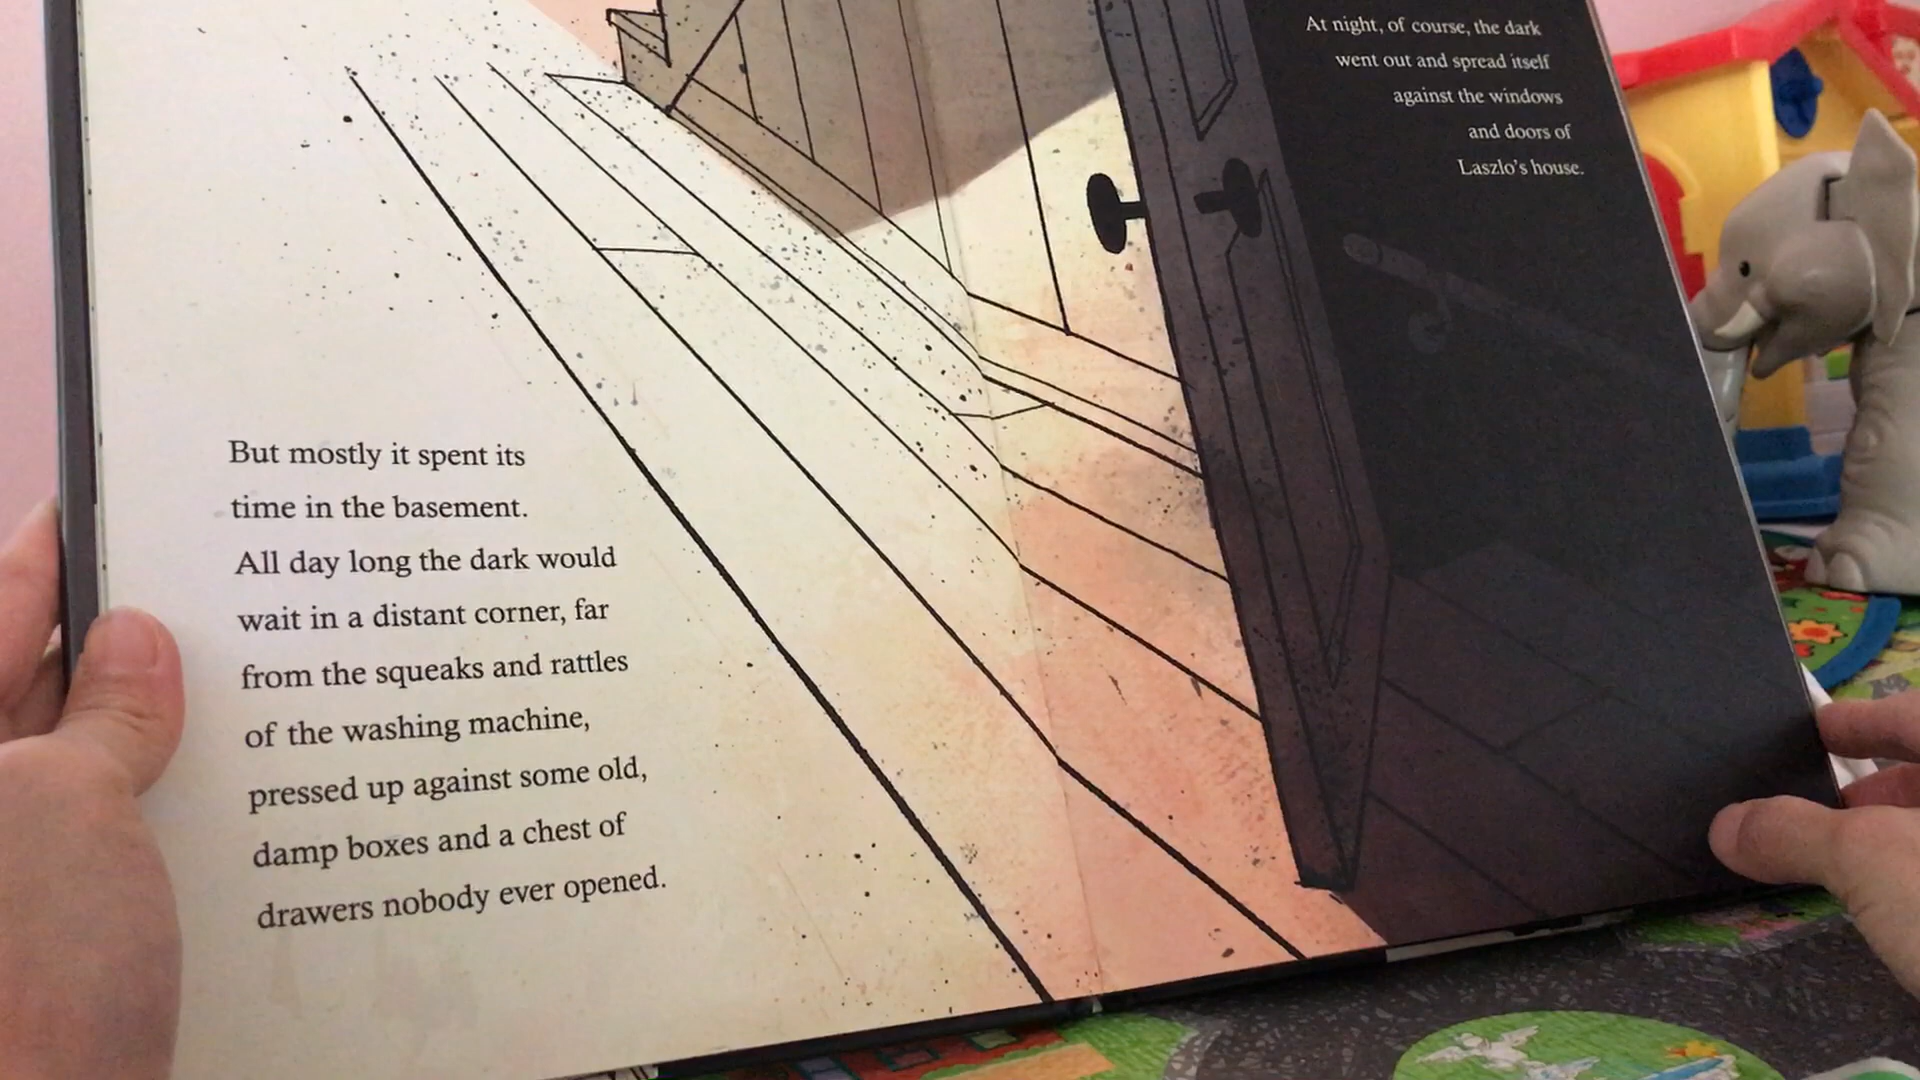 But mostly it spent its
time in the basement.
All day long the dark would
wait in a distant corner, far
from the squeaks and rattles
of the washing machine,
pressed up against some old,
damp boxes and a chest of
drawers nobody ever opened.
At night, of course, the dark
went out and spread itself
against the windows
and doors of
Laszlo's house.